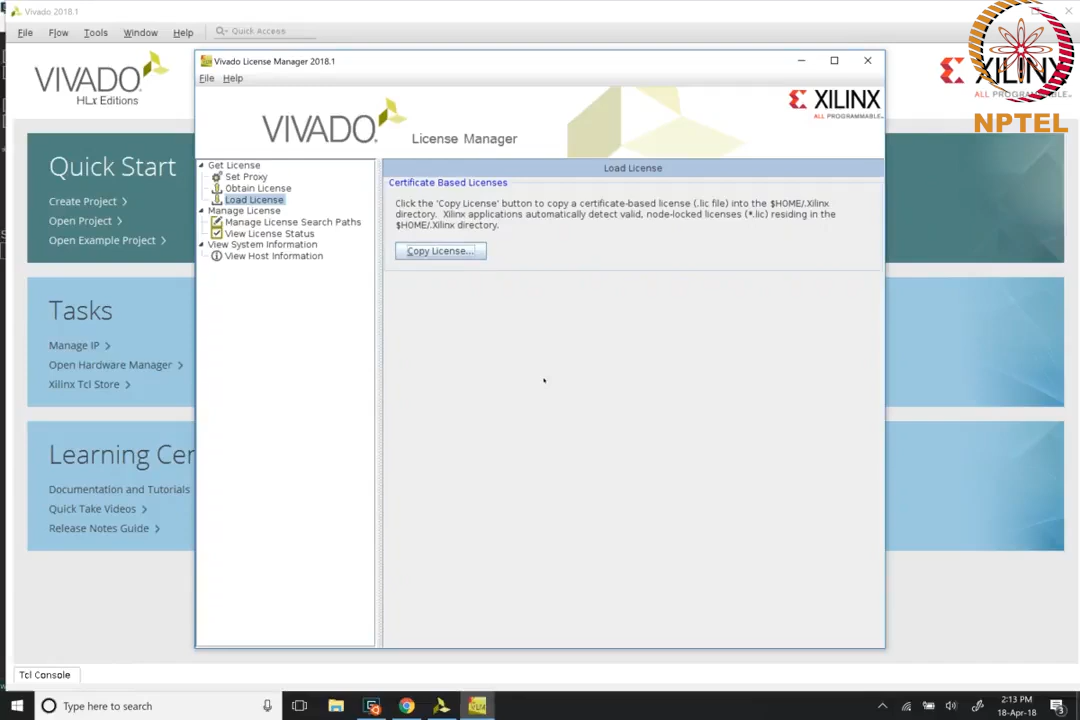 Vivado 2018.1
File Flow Tools Window Help Quick Access
VIVADO
HLx Editions
XILINX
ALL PROGRAMMABLE
NPTEL
Quick Start
Create Project >
Open Project >
Open Example Project >
Tasks
Manage IP >
Open Hardware Manager >
Xilinx Tcl Store >
Learning Cer
Documentation and Tutorials
Quick Take Videos >
Release Notes Guide >
Vivado License Manager 2018.1
File Help
VIVADO. License Manager
XILINX
ALL PROGRAMMABLE.
Get License
Set Proxy
Obtain License
Load License
Manage License
Manage License Search Paths
View License Status
View System Information
View Host Information
Load License
Certificate Based Licenses
Click the 'Copy License' button to copy a certificate-based license (.lic file) into the $HOME/.Xilinx
directory. Xilinx applications automatically detect valid, node-locked licenses (*.lic) residing in the
$HOME/.Xilinx directory.
Copy License...
Tcl Console
Type here to search
2:13 PM
18-Apr-18
3